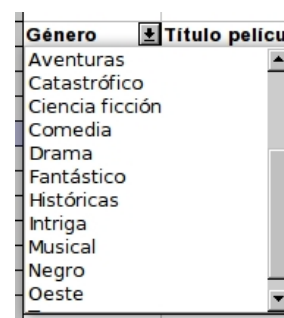 Género Título pelícu
Aventuras
Catastrófico
Ciencia ficción
Comedia
Drama
Fantástico
Históricas
Intriga
Musical
Negro
Oeste